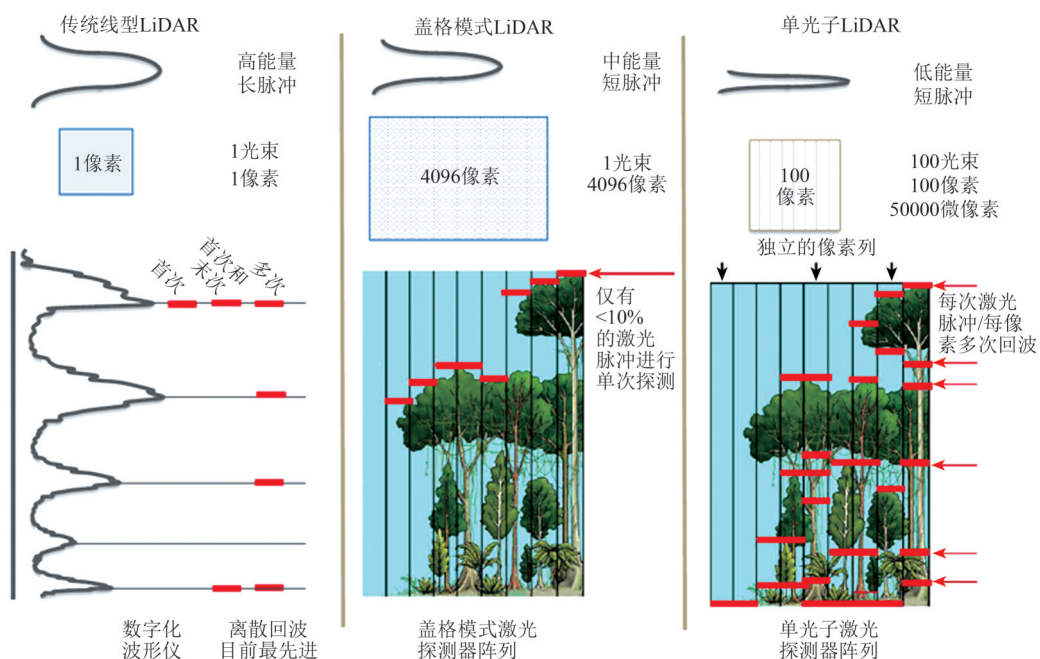 传统线型LiDAR
高能量
长脉冲
1像素
1光束
1像素
首次
首次和
末次
多次
数字化
波形仪
离散回波
目前最先进
盖格模式LiDAR
中能量
短脉冲
4096像素
1光束
4096像素
仅有
<10%
的激光
脉冲进行
单次探测
盖格模式激光
探测器阵列
单光子LiDAR
低能量
短脉冲
100
像素
100光束
100像素
50000微像素
独立的像素列
每次激光
脉冲/每像
素多次回波
单光子激光
探测器阵列